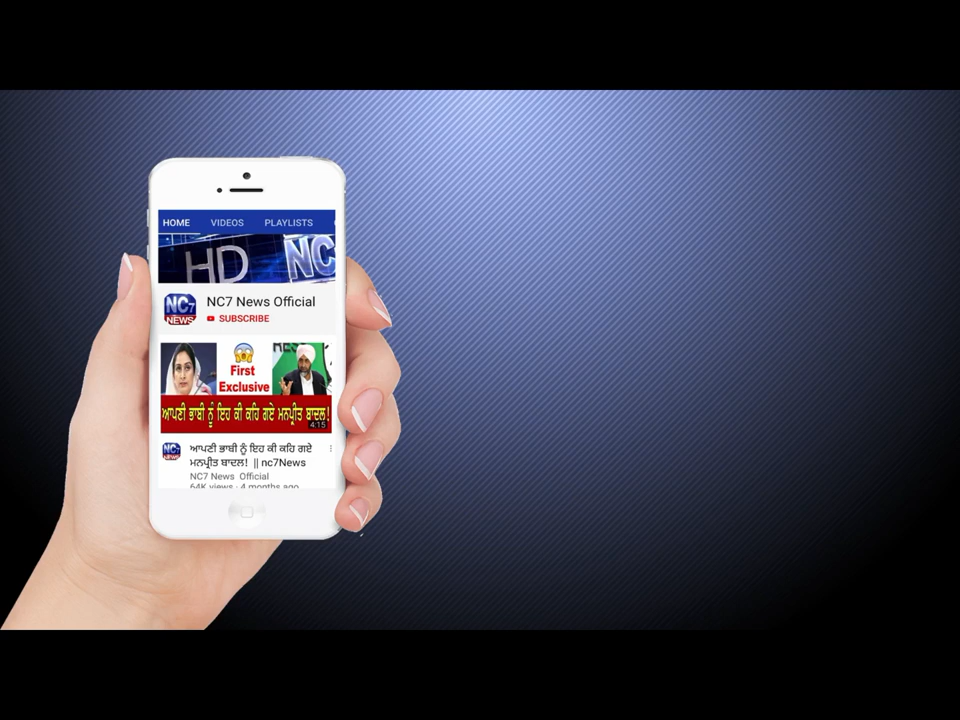 HOME VIDEOS PLAYLISTS
HD NC
NC7 NEWS
NC7 News Official
SUBSCRIBE
First
Exclusive
ਆਪਣੀ ਭਾਬੀ ਨੂੰ ਇਹ ਕੀ ਕਹਿ ਗਏ ਮਨਪ੍ਰੀਤ ਬਾਦਲ!
4:15
NC7 NEWS
ਆਪਣੀ ਭਾਬੀ ਨੂੰ ਇਹ ਕੀ ਕਹਿ ਗਏ
ਮਨਪ੍ਰੀਤ ਬਾਦਲ! || nc7News
NC7 News Official
64K views · 4 months ago